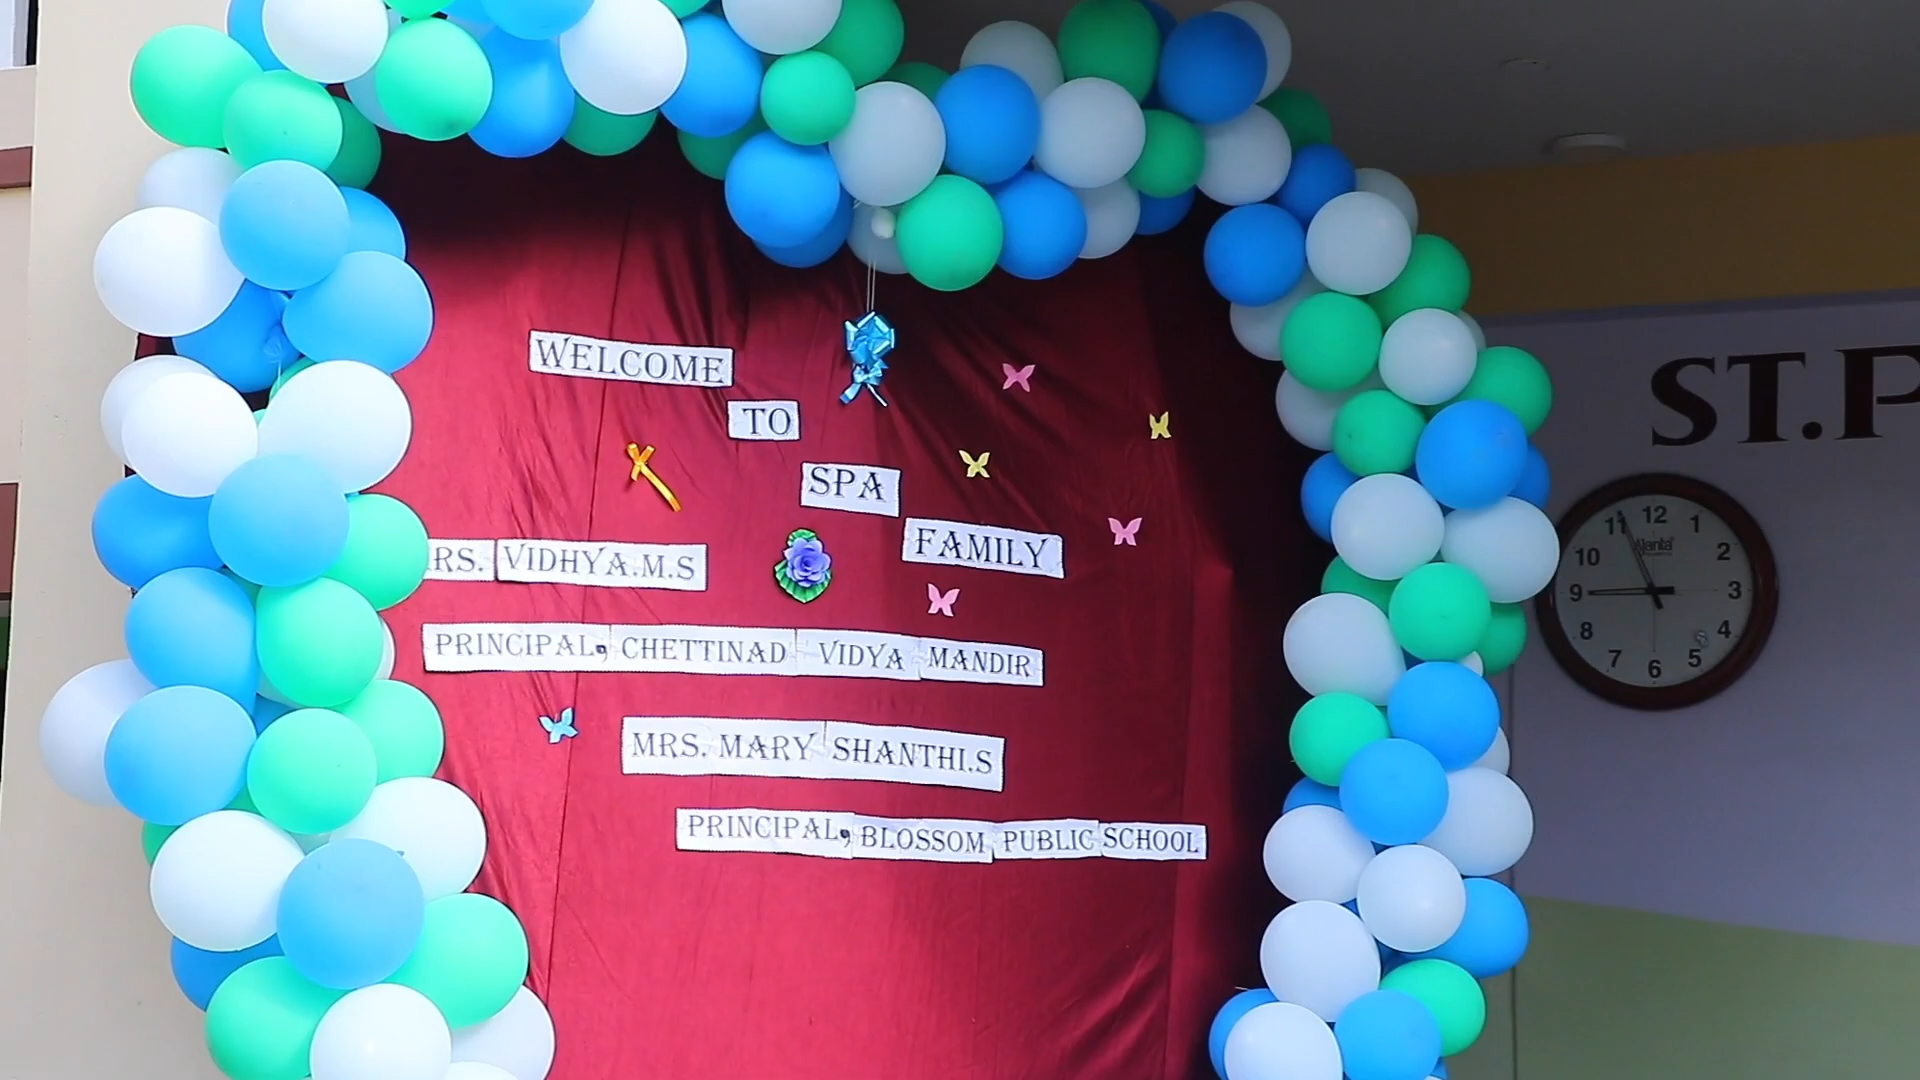 WELCOME
TO
SPA
FAMILY
RS. VIDHYA.M.S
PRINCIPAL, CHETTINAD VIDYA MANDIR
MRS. MARY SHANTHI.S
PRINCIPAL, BLOSSOM PUBLIC SCHOOL
ST.P
12
1
2
3
4
5
6
7
8
9
10
11
Ajanta